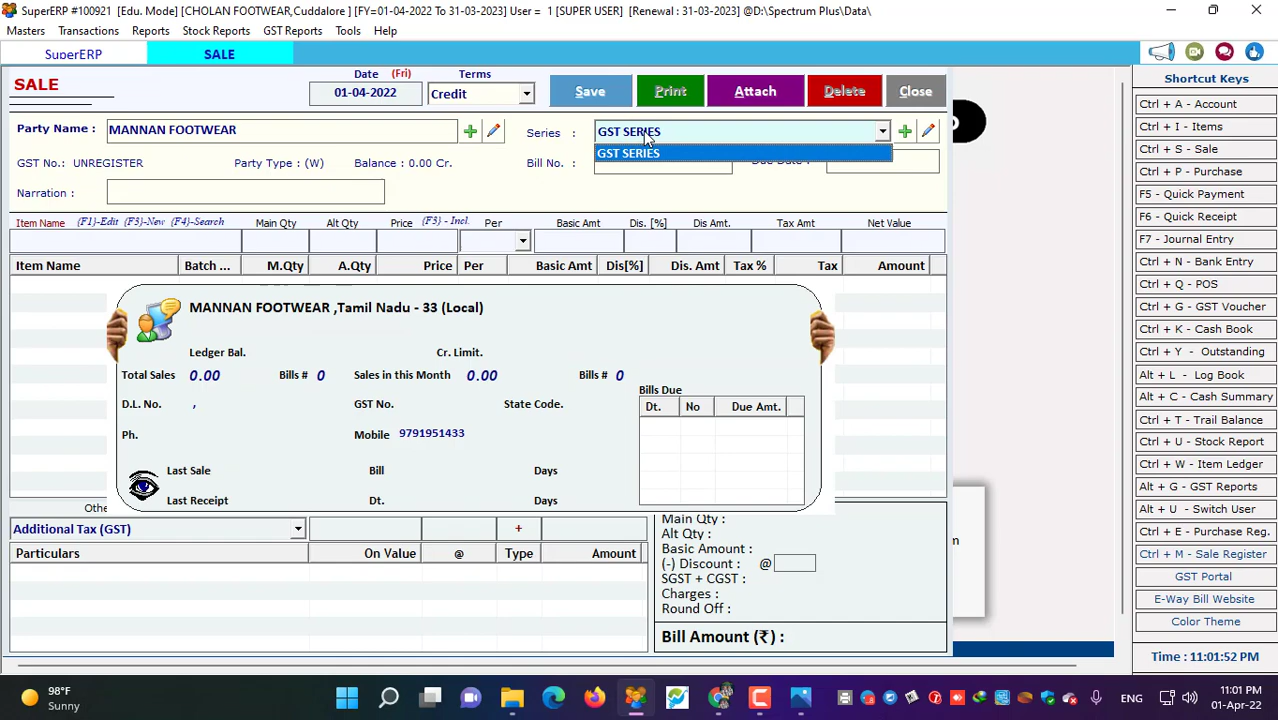 SuperERP #100921 (Edu. Mode) [CHOLAN FOOTWEAR,Cuddalore ] (FY=01-04-2022 To 31-03-2023) User = 1 [SUPER USER] (Renewal : 31-03-2023) @D:\Spectrum Plus\Data\
Masters Transactions Reports Stock Reports GST Reports Tools Help
SuperERP SALE
SALE
Date (Fri) Terms
01-04-2022 Credit Save Print Attach Delete Close
Party Name : MANNAN FOOTWEAR Series : GST SERIES
GST SERIES
GST No.: UNREGISTER Party Type : (W) Balance : 0.00 Cr. Bill No. :
Narration :
Item Name (F1)-Edit (F3)-New (F4)-Search Main Qty Alt Qty Price (F3) - Incl. Per Basic Amt Dis. [%] Dis Amt. Tax Amt Net Value
Item Name Batch ... M.Qty A.Qty Price Per Basic Amt Dis[%] Dis. Amt Tax % Tax Amount
MANNAN FOOTWEAR ,Tamil Nadu - 33 (Local)
Ledger Bal. Cr. Limit.
Total Sales 0.00 Bills # 0 Sales in this Month 0.00 Bills # 0
Bills Due
D.L. No. , GST No. State Code. Dt. No Due Amt.
Ph. Mobile 9791951433
Last Sale Bill Days
Last Receipt Dt. Days
Othe
Additional Tax (GST) +
Particulars On Value @ Type Amount
Main Qty :
Alt Qty :
Basic Amount :
(-) Discount : @
SGST + CGST :
Charges :
Round Off :
Bill Amount (₹) :
Shortcut Keys
Ctrl + A - Account
Ctrl + I - Items
Ctrl + S - Sale
Ctrl + P - Purchase
F5 - Quick Payment
F6 - Quick Receipt
F7 - Journal Entry
Ctrl + N - Bank Entry
Ctrl + Q - POS
Ctrl + G - GST Voucher
Ctrl + K - Cash Book
Ctrl + Y - Outstanding
Alt + L - Log Book
Alt + C - Cash Summary
Ctrl + T - Trail Balance
Ctrl + U - Stock Report
Ctrl + W - Item Ledger
Alt + G - GST Reports
Alt + U - Switch User
Ctrl + E - Purchase Reg.
Ctrl + M - Sale Register
GST Portal
E-Way Bill Website
Color Theme
Time : 11:01:52 PM
98°F
Sunny
ENG
11:01 PM
01-Apr-22